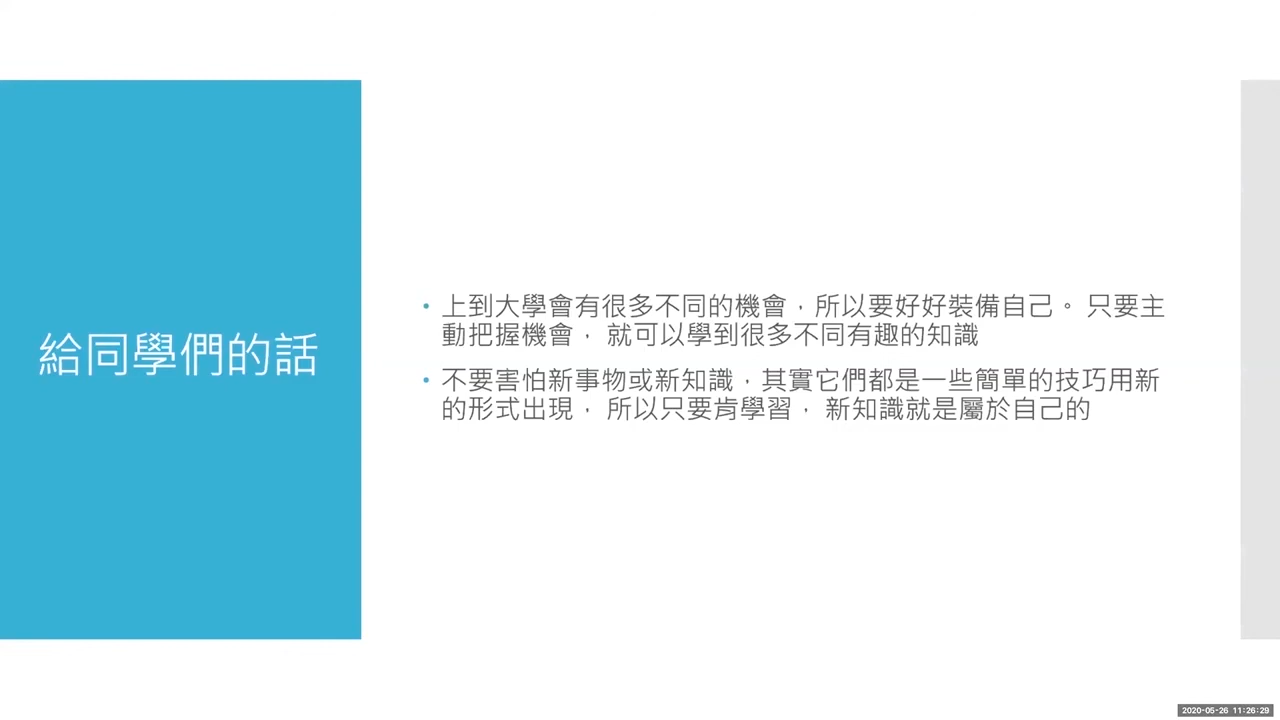 給同學們的話
上到大學會有很多不同的機會，所以要好好裝備自己。 只要主
動把握機會， 就可以學到很多不同有趣的知識
不要害怕新事物或新知識，其實它們都是一些簡單的技巧用新
的形式出現， 所以只要肯學習， 新知識就是屬於自己的
2020-05-26 11:26:29